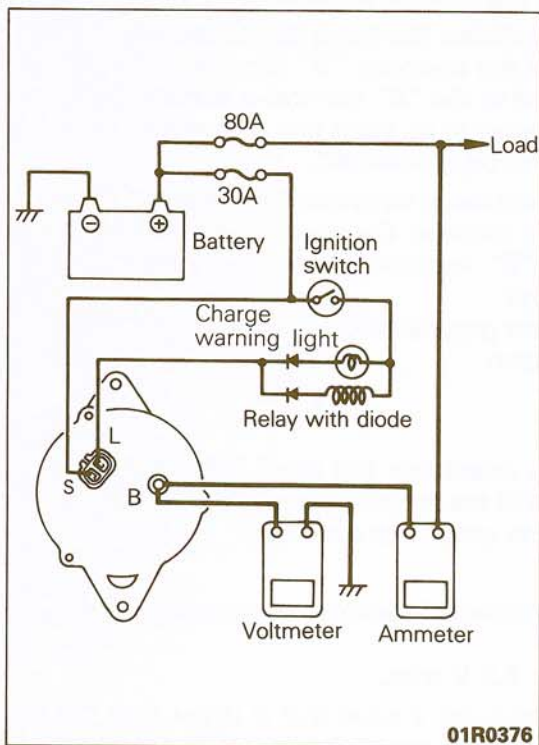 80A
Load
30A
⊖ ⊕
Battery
Ignition
switch
Charge
warning light
Relay with diode
L
S
B
Voltmeter
Ammeter
01R0376